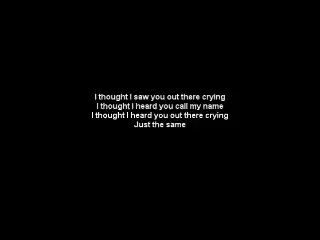 I thought I saw you out there crying
I thought I heard you call my name
I thought I heard you out there crying
Just the same